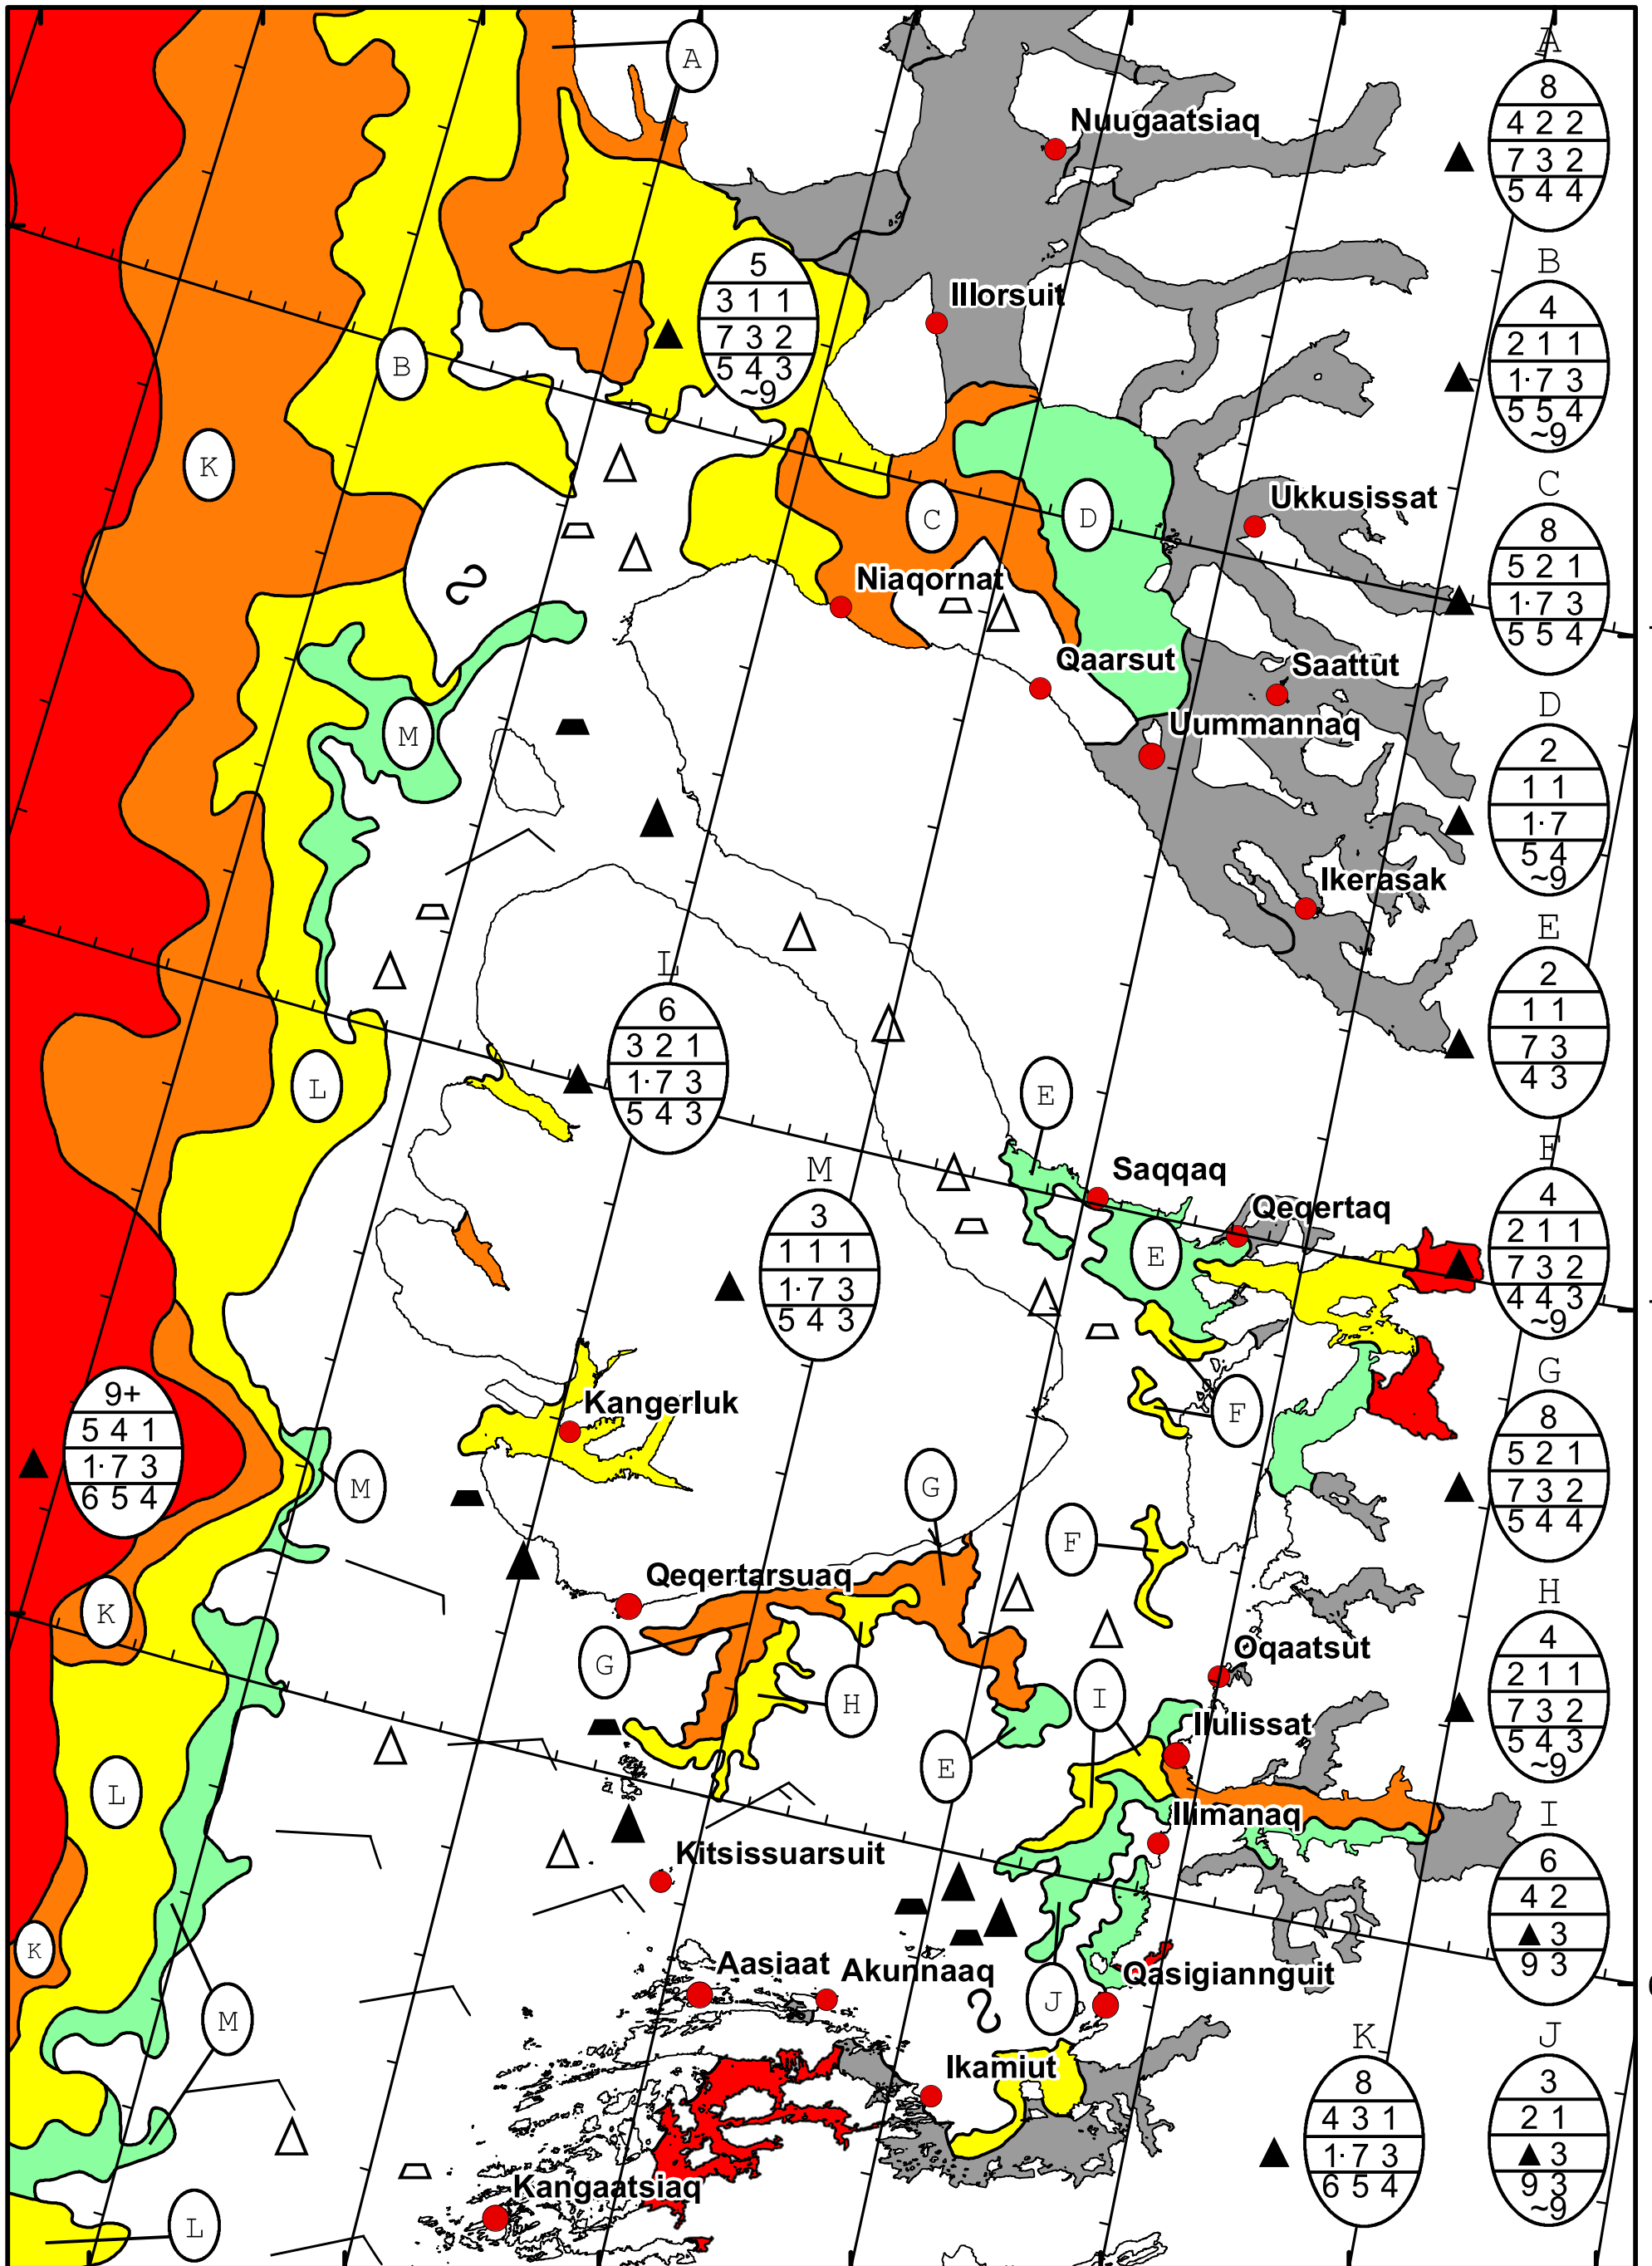 A
A
8
4 2 2
7 3 2
5 4 4
Nuugaatsiaq
B
4
2 1 1
1· 7 3
5 5 4
~9
5
3 1 1
7 3 2
5 4 3
~9
Illorsuit
B
K
C
8
5 2 1
1· 7 3
5 5 4
Ukkusissat
C
D
Niaqornat
Qaarsut
Saattut
D
2
1 1
1· 7
5 4
~9
M
Uummannaq
Ikerasak
E
2
1 1
7 3
4 3
L
6
3 2 1
1· 7 3
5 4 3
L
E
M
3
1 1 1
1· 7 3
5 4 3
Saqqaq
Qeqertaq
E
F
4
2 1 1
7 3 2
4 4 3
~9
9+
5 4 1
1· 7 3
6 5 4
Kangerluk
F
G
8
5 2 1
7 3 2
5 4 4
M
G
F
Qeqertarsuaq
K
G
H
Oqaatsut
H
4
2 1 1
7 3 2
5 4 3
~9
I
Ilulissat
E
L
Ilimanaq
I
6
4 2
3
9 3
Kitsissuarsuit
K
Aasiaat
Akunnaaq
Qasigiannguit
J
M
Ikamiut
K
8
4 3 1
1· 7 3
6 5 4
J
3
2 1
3
9 3
~9
Kangaatsiaq
L